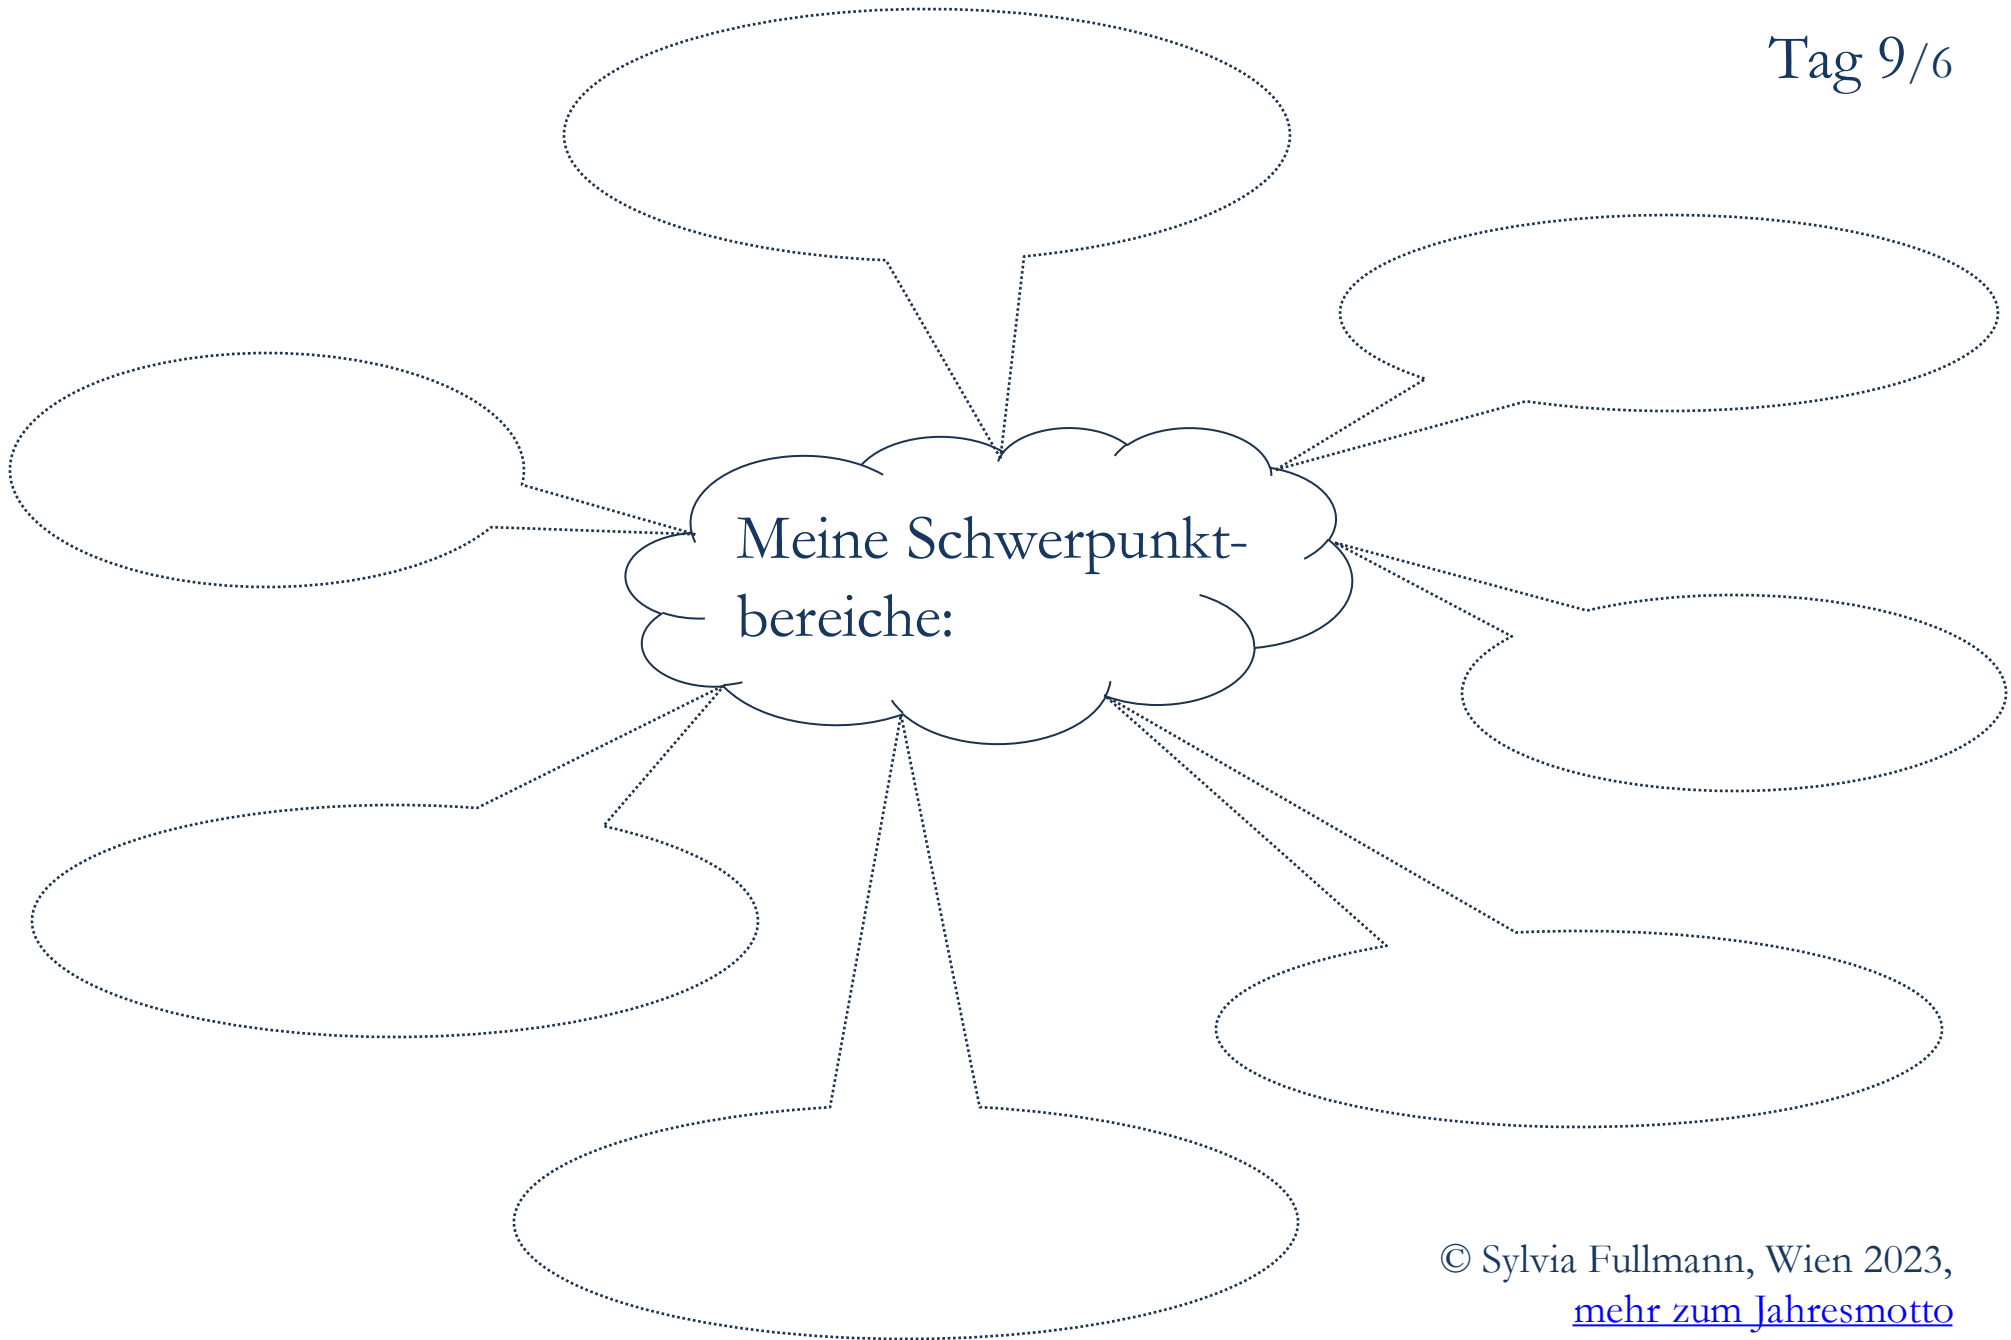 Tag 9/6
Meine Schwerpunkt-
bereiche:
© Sylvia Fullmann, Wien 2023,
mehr zum Jahresmotto